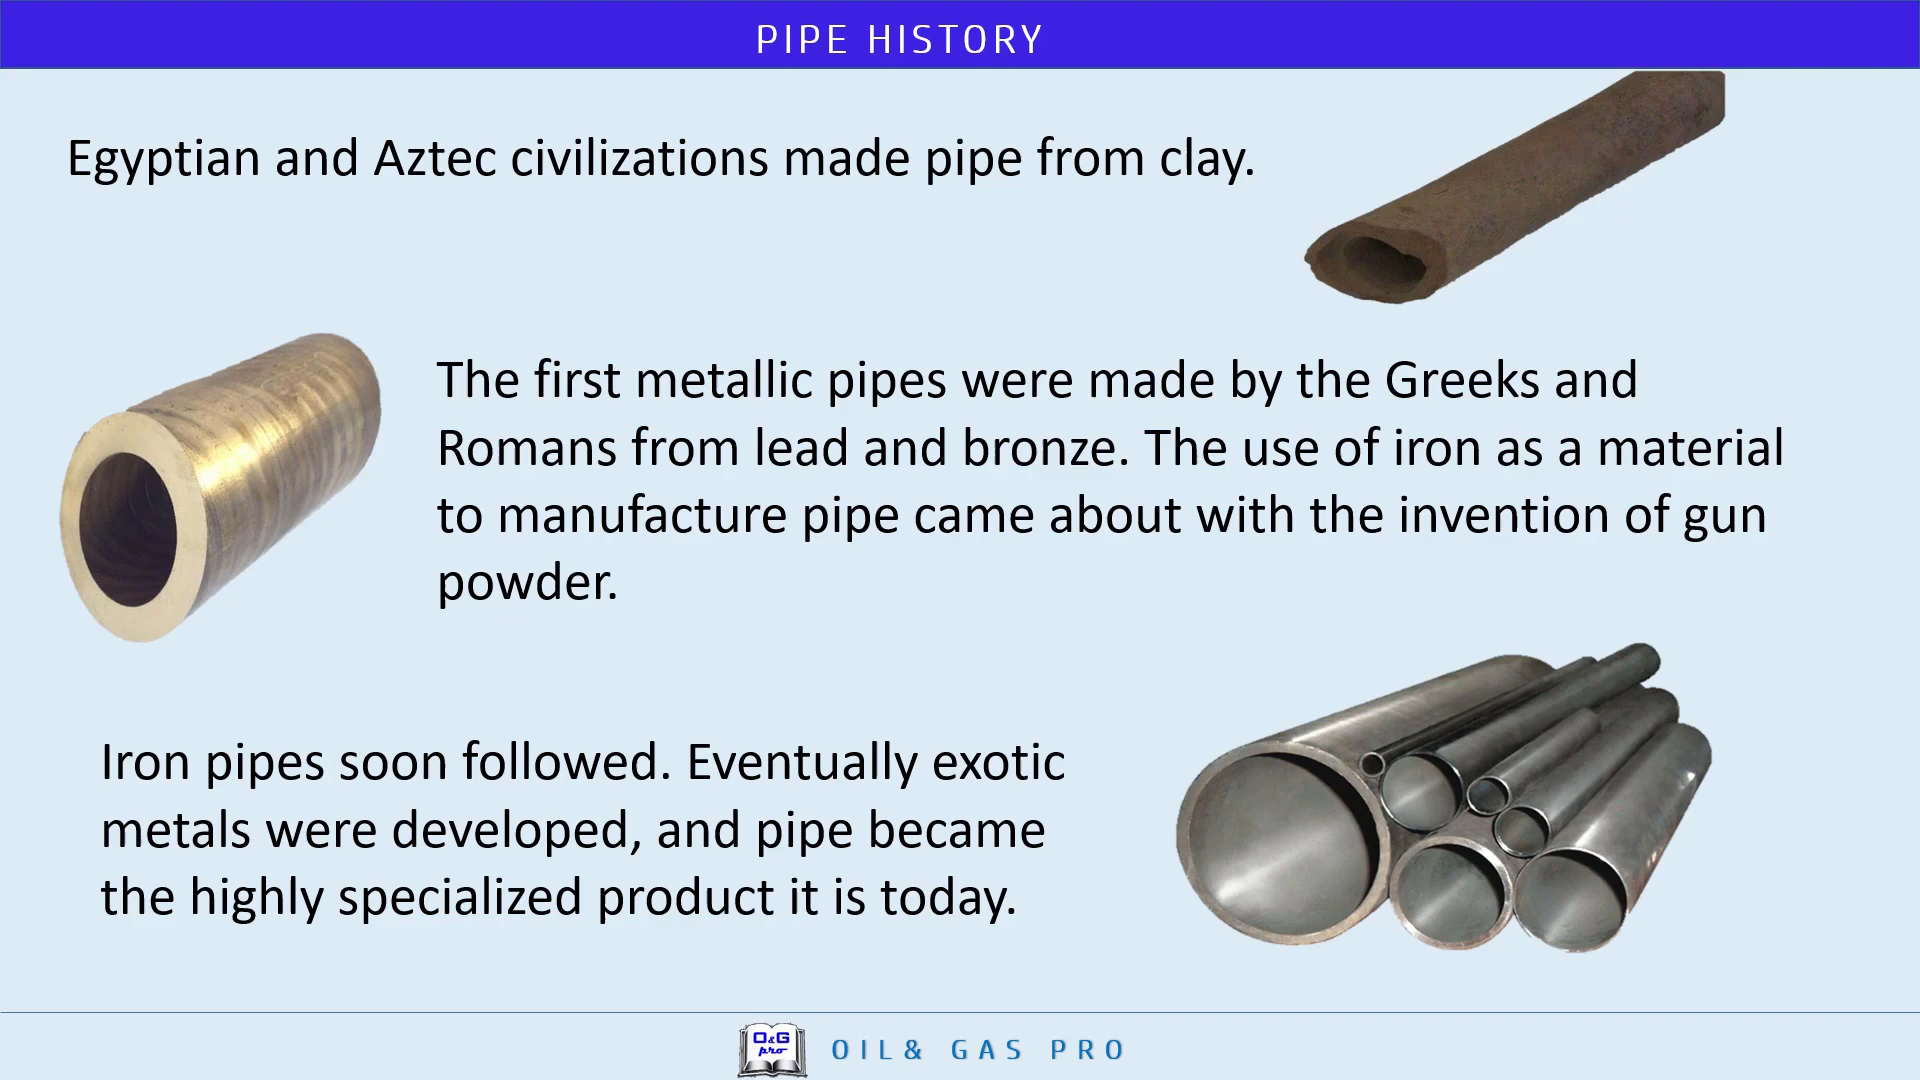 PIPE HISTORY
Egyptian and Aztec civilizations made pipe from clay.
The first metallic pipes were made by the Greeks and
Romans from lead and bronze. The use of iron as a material
to manufacture pipe came about with the invention of gun
powder.
Iron pipes soon followed. Eventually exotic
metals were developed, and pipe became
the highly specialized product it is today.
O&G
pro
OIL& GAS PRO